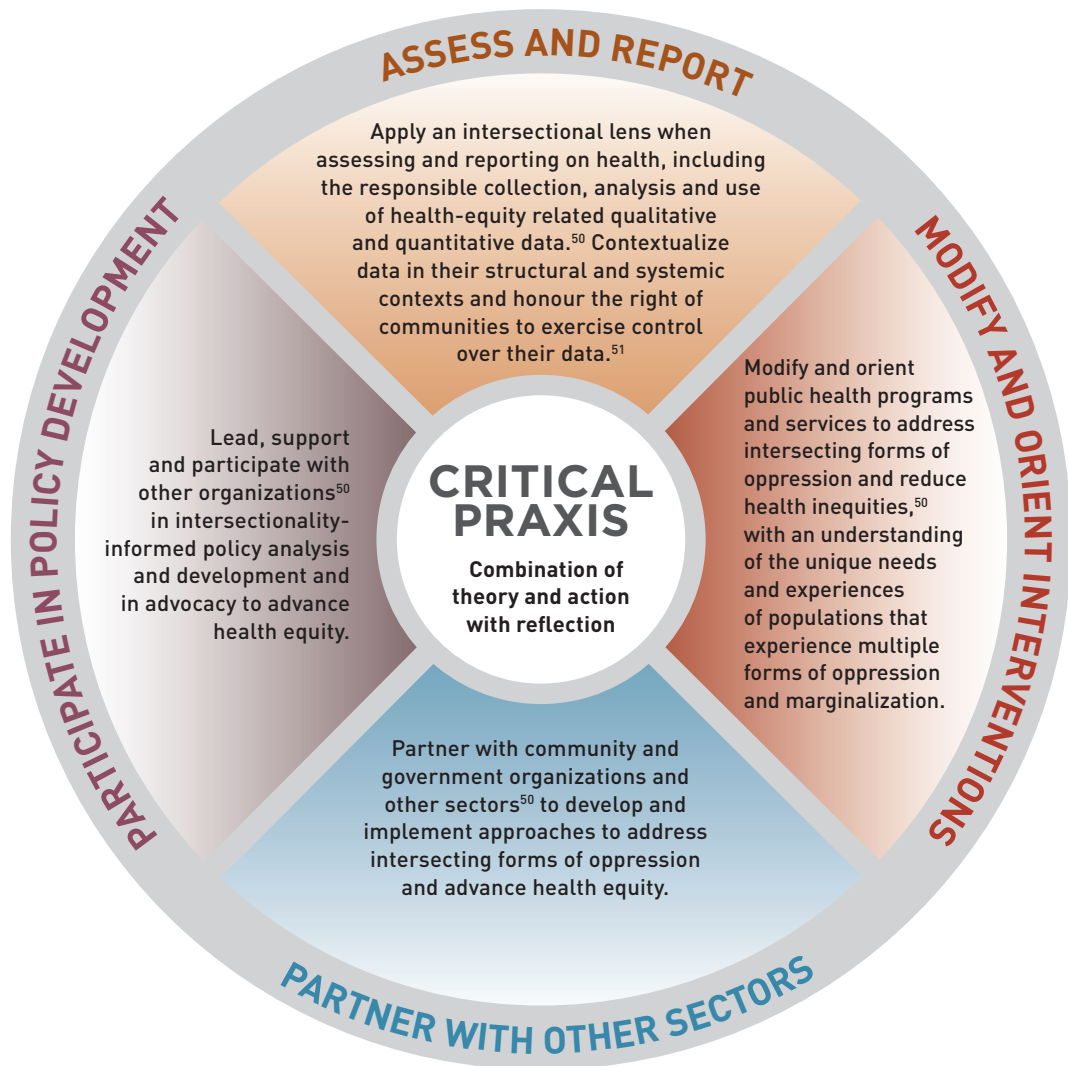 ASSESS AND REPORT
Apply an intersectional lens when
assessing and reporting on health, including
the responsible collection, analysis and use
of health-equity related qualitative
and quantitative data.50 Contextualize
data in their structural and systemic
contexts and honour the right of
communities to exercise control
over their data.51
MODIFY AND ORIENT INTERVENTIONS
Modify and orient
public health programs
and services to address
intersecting forms of
oppression and reduce
health inequities,50
with an understanding
of the unique needs
and experiences
of populations that
experience multiple
forms of oppression
and marginalization.
PARTNER WITH OTHER SECTORS
Partner with community and
government organizations and
other sectors50 to develop and
implement approaches to address
intersecting forms of oppression
and advance health equity.
PARTICIPATE IN POLICY DEVELOPMENT
Lead, support
and participate with
other organizations50
in intersectionality-
informed policy analysis
and development and
in advocacy to advance
health equity.
CRITICAL
PRAXIS
Combination of
theory and action
with reflection